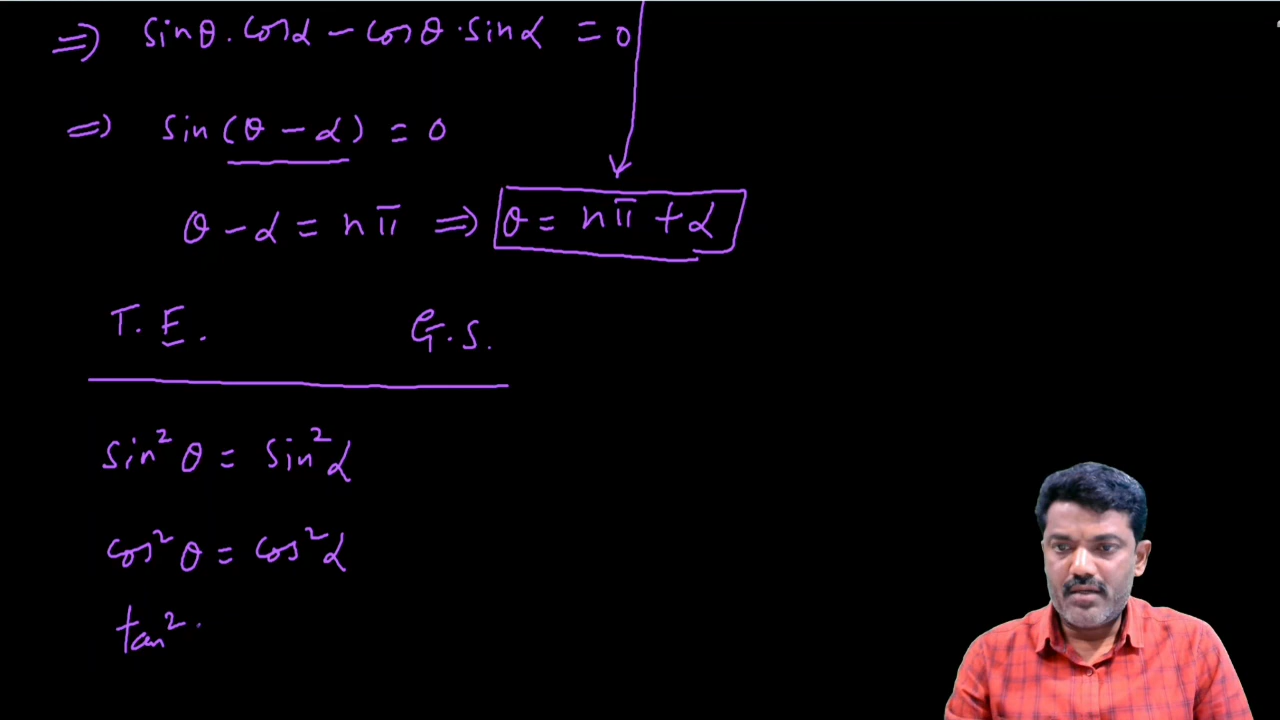 ⇒ sinθ.cosα − cosθ.sinα = 0
⇒ sin(θ − α) = 0
θ − α = nπ ⇒ θ = nπ + α
T. E. G.S.
sin²θ = sin²α
cos²θ = cos²α
tan²